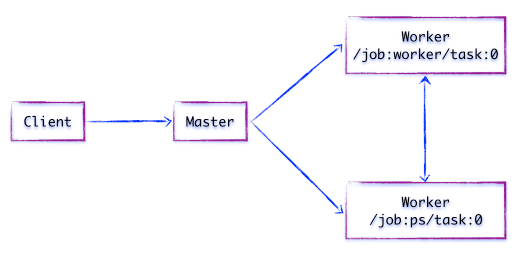 Client
Master
Worker
/job:worker/task:0
Worker
/job:ps/task:0